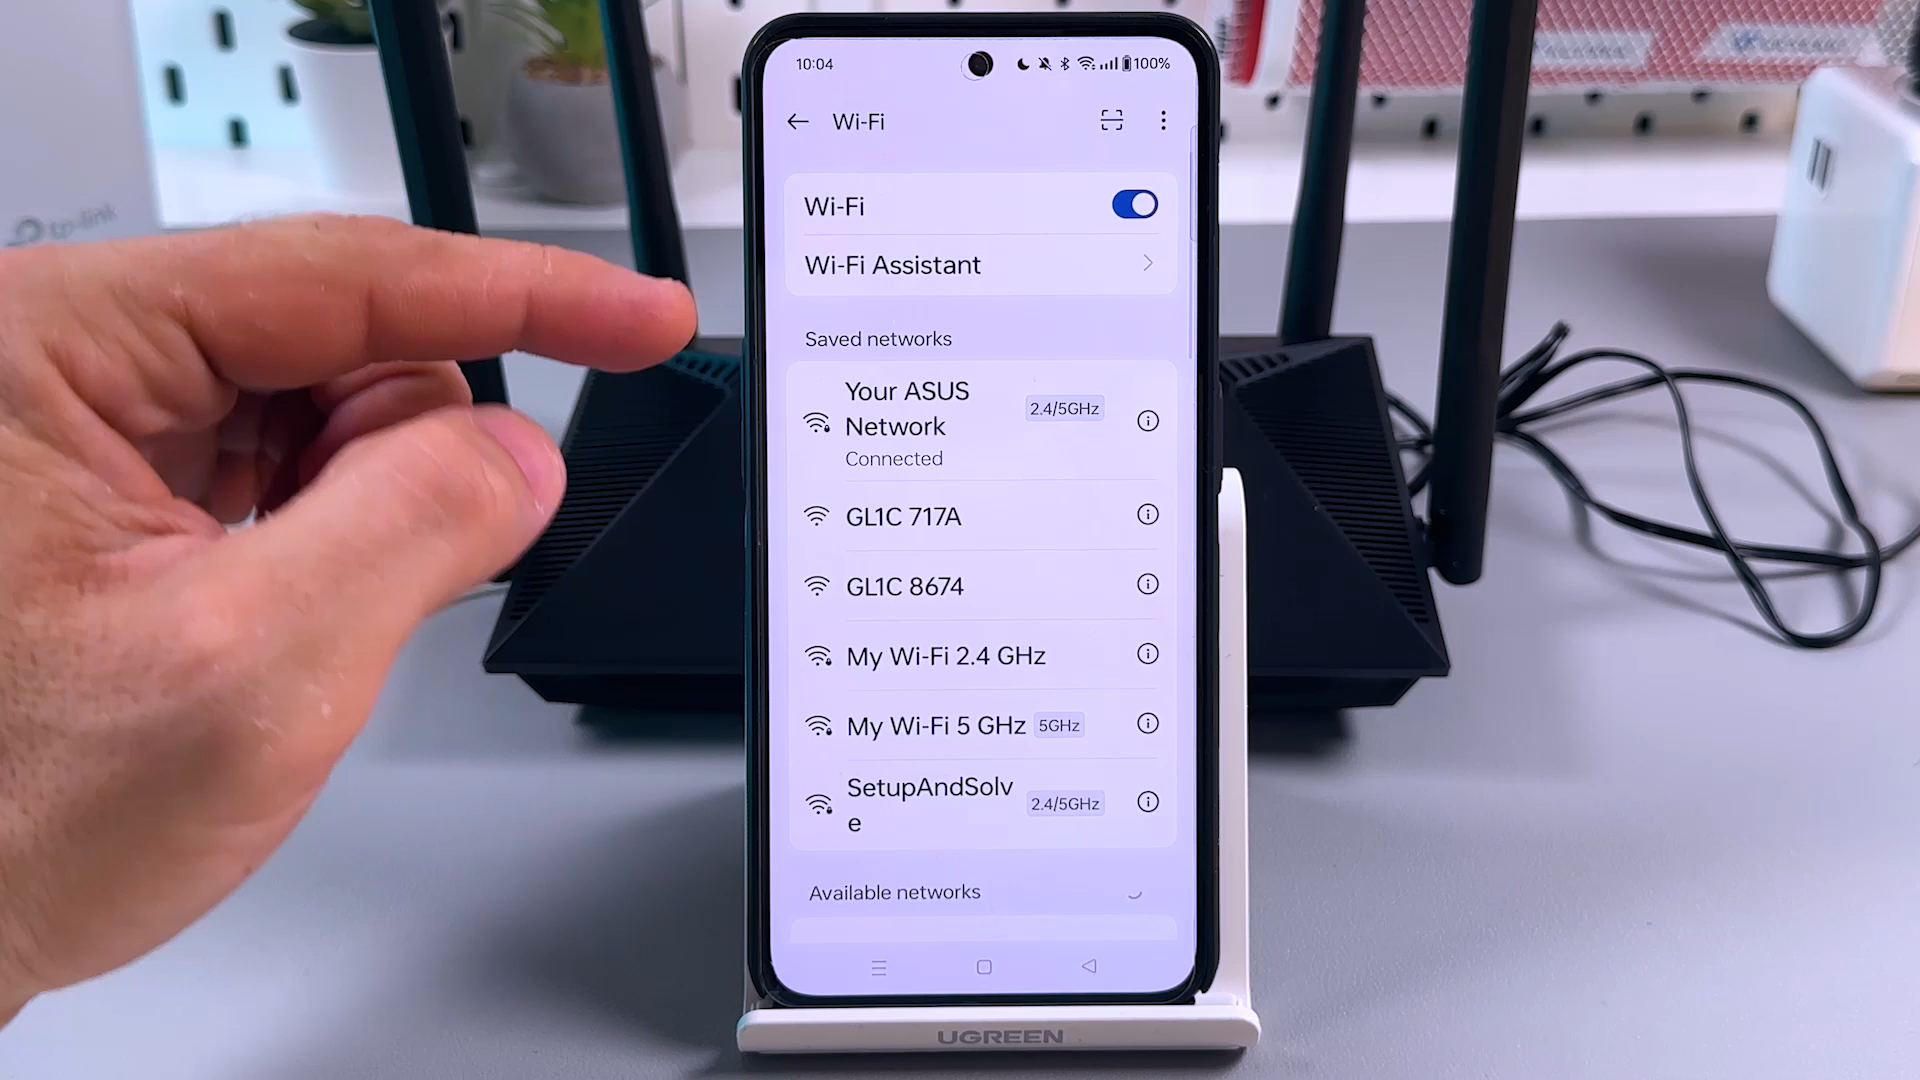 tp-link
10:04
100%
Wi-Fi
Wi-Fi
Wi-Fi Assistant
Saved networks
Your ASUS
Network
2.4/5GHz
Connected
GL1C 717A
GL1C 8674
My Wi-Fi 2.4 GHz
My Wi-Fi 5 GHz
5GHz
SetupAndSolv
e
2.4/5GHz
Available networks
UGREEN